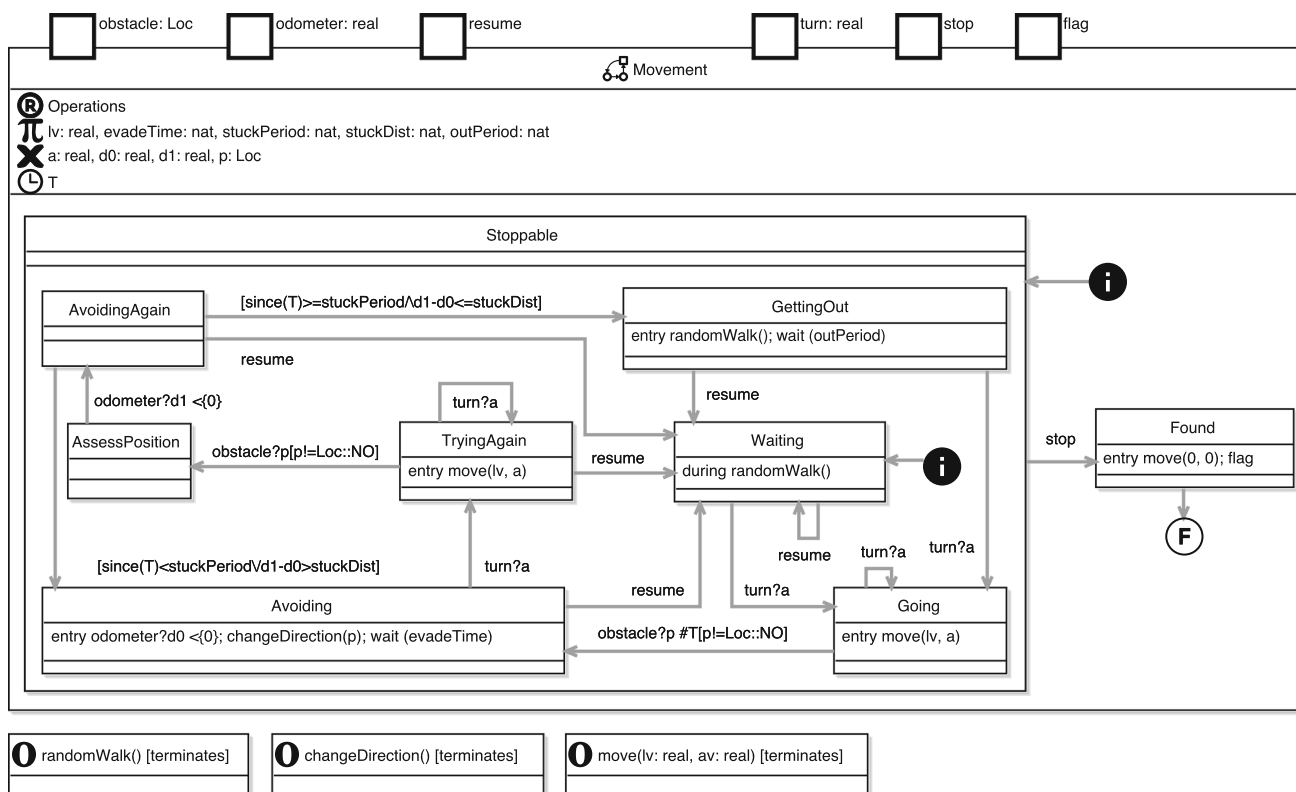 obstacle: Loc
odometer: real
resume
turn: real
stop
flag
Movement
R Operations
π lv: real, evadeTime: nat, stuckPeriod: nat, stuckDist: nat, outPeriod: nat
a: real, d0: real, d1: real, p: Loc
T
Stoppable
i
AvoidingAgain
[since(T)>=stuckPeriod/\d1-d0<=stuckDist]
GettingOut
entry randomWalk(); wait (outPeriod)
resume
resume
odometer?d1 <{0}
turn?a
AssessPosition
obstacle?p[p!=Loc::NO]
TryingAgain
entry move(lv, a)
resume
Waiting
during randomWalk()
i
stop
Found
entry move(0, 0); flag
F
[since(T)<stuckPeriod\/d1-d0>stuckDist]
turn?a
resume
resume
turn?a
turn?a
turn?a
Avoiding
entry odometer?d0 <{0}; changeDirection(p); wait (evadeTime)
obstacle?p #T[p!=Loc::NO]
Going
entry move(lv, a)
O randomWalk() [terminates]
O changeDirection() [terminates]
O move(lv: real, av: real) [terminates]